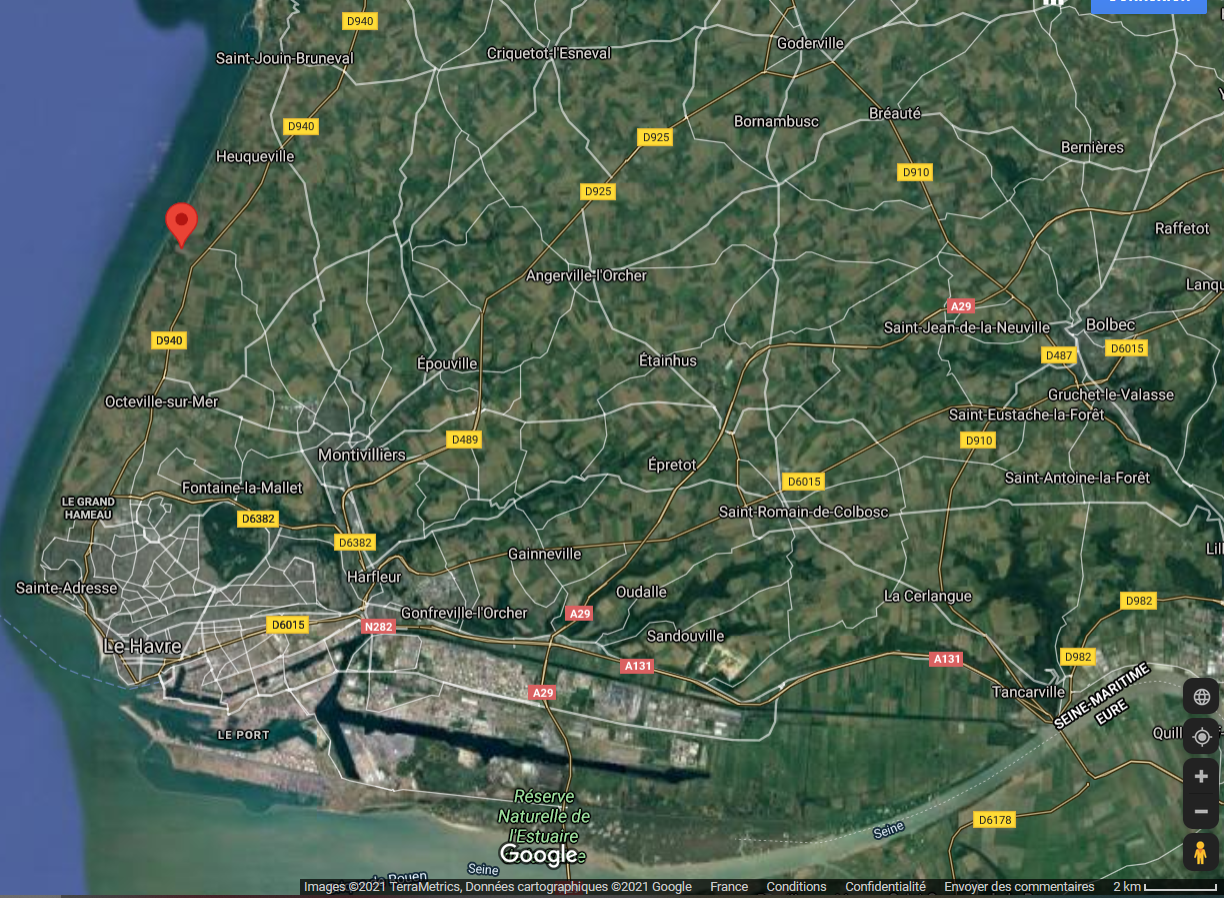 D940
Goderville
Criquetot-l'Esneval
Saint-Jouin-Bruneval
Bréauté
Bornambusc
D940
D925
Bernières
Heuqueville
D910
D925
Raffetot
Angerville-l'Orcher
A29
Saint-Jean-de-la-Neuville
Bolbec
D940
D487
D6015
Épouville
Étainhus
Gruchet-le-Valasse
Octeville-sur-Mer
Saint-Eustache-la-Forêt
D489
D910
Montivilliers
Épretot
Saint-Antoine-la-Forêt
D6015
Fontaine-la-Mallet
LE GRAND
HAMEAU
D6382
Saint-Romain-de-Colbosc
D6382
Gainneville
Harfleur
Sainte-Adresse
Oudalle
La Cerlangue
D982
Gonfreville-l'Orcher
A29
D6015
N282
Sandouville
Le Havre
D982
A131
A131
Tancarville
A29
SEINE-MARITIME
EURE
LE PORT
Réserve
Naturelle de
l'Estuaire
D6178
Seine
Google
Seine
Images ©2021 TerraMetrics, Données cartographiques ©2021 Google France Conditions Confidentialité Envoyer des commentaires 2 km